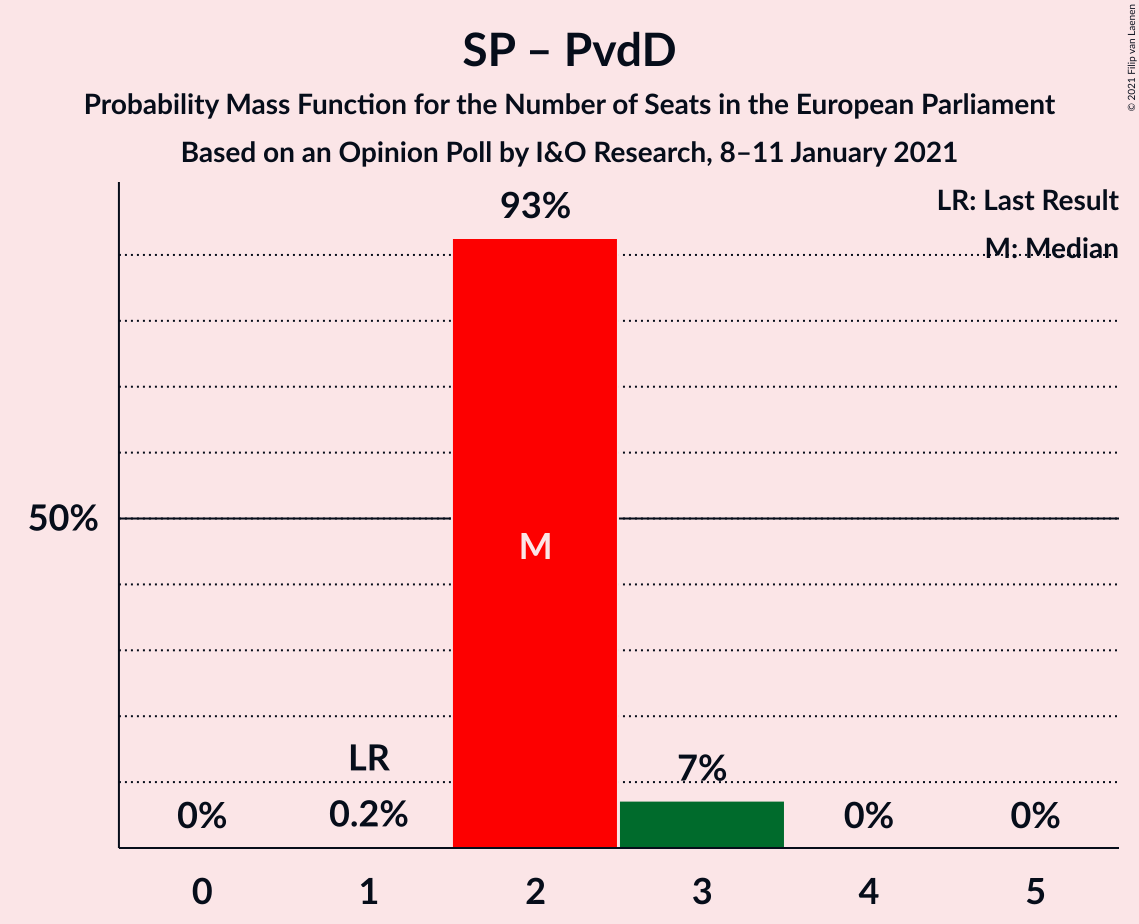 SP – PvdD
Probability Mass Function for the Number of Seats in the European Parliament
Based on an Opinion Poll by I&O Research, 8–11 January 2021
© 2021 Filip van Laenen
LR: Last Result
M: Median
93%
50%
M
LR
7%
0%
0.2%
0%
0%
0
1
2
3
4
5